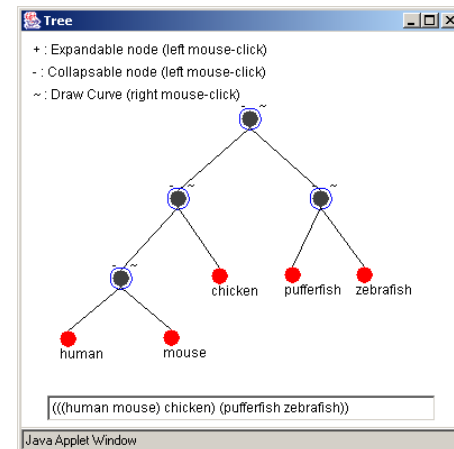 Tree
+ : Expandable node (left mouse-click)
- : Collapsable node (left mouse-click)
~ : Draw Curve (right mouse-click)
- ~
- ~
- ~
- ~
chicken
pufferfish
zebrafish
human
mouse
(((human mouse) chicken) (pufferfish zebrafish))
Java Applet Window